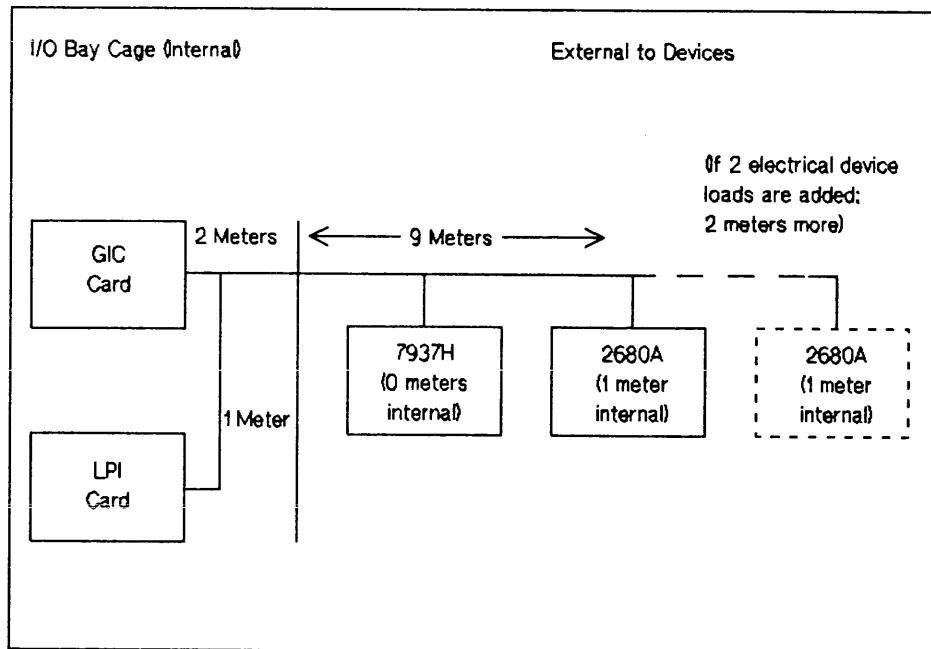 I/O Bay Cage (Internal)
External to Devices
(If 2 electrical device
loads are added:
2 meters more)
GIC
Card
2 Meters
9 Meters
7937H
(0 meters
internal)
2680A
(1 meter
internal)
2680A
(1 meter
internal)
1 Meter
LPI
Card